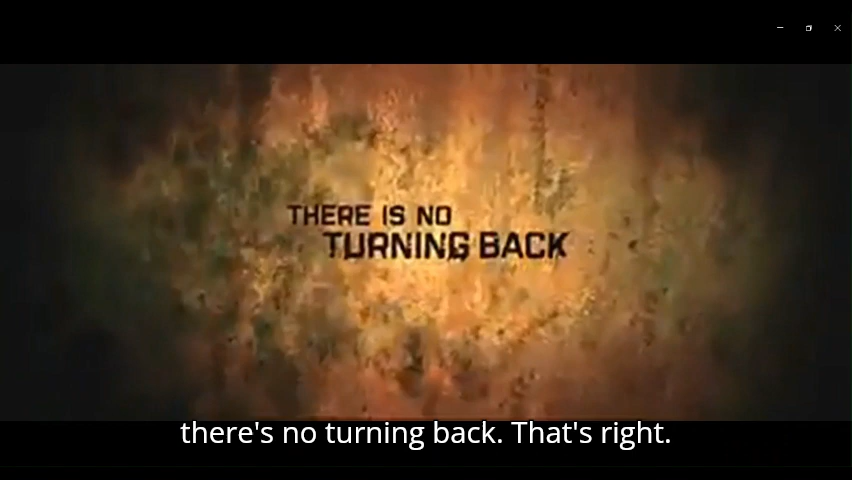 THERE IS NO
TURNING BACK
there's no turning back. That's right.